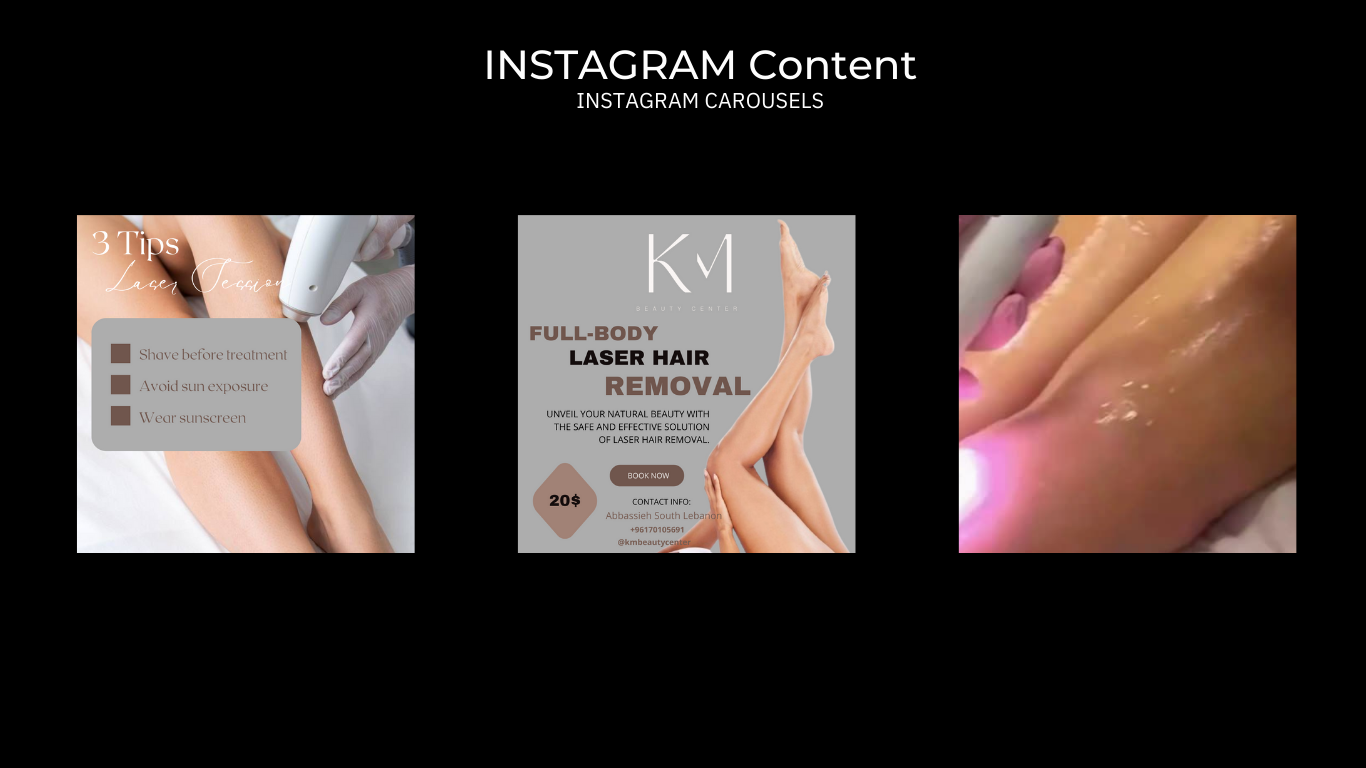 INSTAGRAM Content
INSTAGRAM CAROUSELS
3 Tips
Laser Session
Shave before treatment
Avoid sun exposure
Wear sunscreen
KM
BEAUTY CENTER
FULL-BODY
LASER HAIR
REMOVAL
UNVEIL YOUR NATURAL BEAUTY WITH
THE SAFE AND EFFECTIVE SOLUTION
OF LASER HAIR REMOVAL.
BOOK NOW
20$
CONTACT INFO:
Abbassieh South Lebanon
+96170105691
@kmbeautycenter